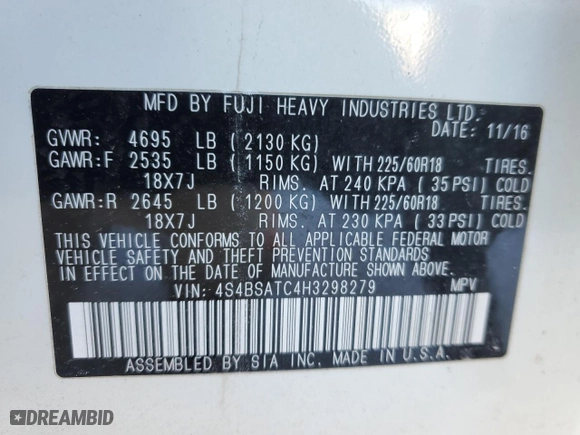 MFD BY FUJI HEAVY INDUSTRIES LTD.
DATE: 11/16
GVWR: 4695 LB ( 2130 KG)
GAWR:F 2535 LB ( 1150 KG) WITH 225/60R18 TIRES.
18X7J RIMS. AT 240 KPA ( 35 PSI) COLD
GAWR:R 2645 LB ( 1200 KG) WITH 225/60R18 TIRES.
18X7J RIMS. AT 230 KPA ( 33 PSI) COLD
THIS VEHICLE CONFORMS TO ALL APPLICABLE FEDERAL MOTOR
VEHICLE SAFETY AND THEFT PREVENTION STANDARDS
IN EFFECT ON THE DATE OF MANUFACTURE SHOWN ABOVE.
VIN: 4S4BSATC4H3298279 MPV
ASSEMBLED BY SIA INC. MADE IN U.S.A.
DREAMBID